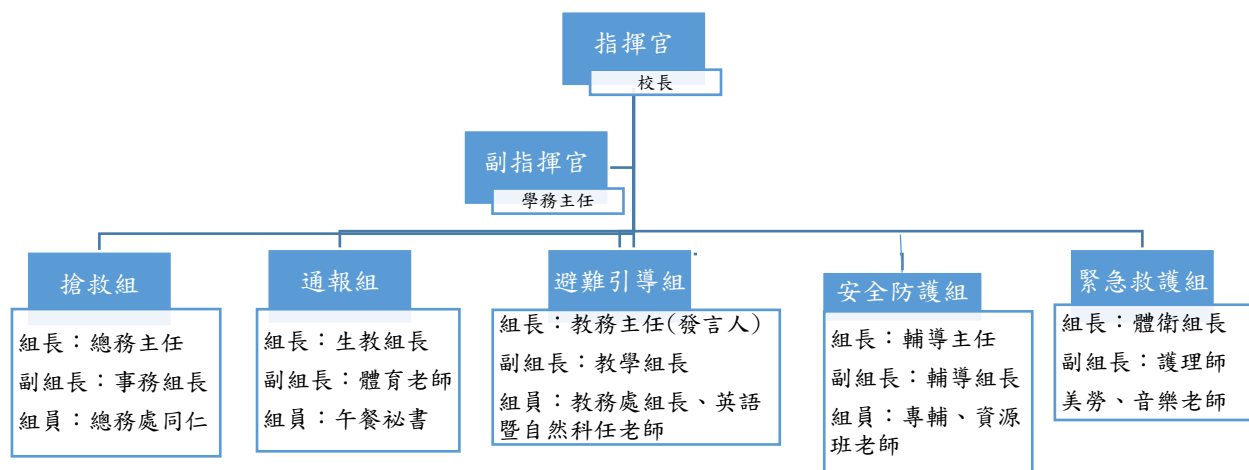 指揮官
校長
副指揮官
學務主任
搶救組
組長：總務主任
副組長：事務組長
組員：總務處同仁
通報組
組長：生教組長
副組長：體育老師
組員：午餐祕書
避難引導組
組長：教務主任(發言人)
副組長：教學組長
組員：教務處組長、英語
暨自然科任老師
安全防護組
組長：輔導主任
副組長：輔導組長
組員：專輔、資源
班老師
緊急救護組
組長：體衛組長
副組長：護理師
美勞、音樂老師